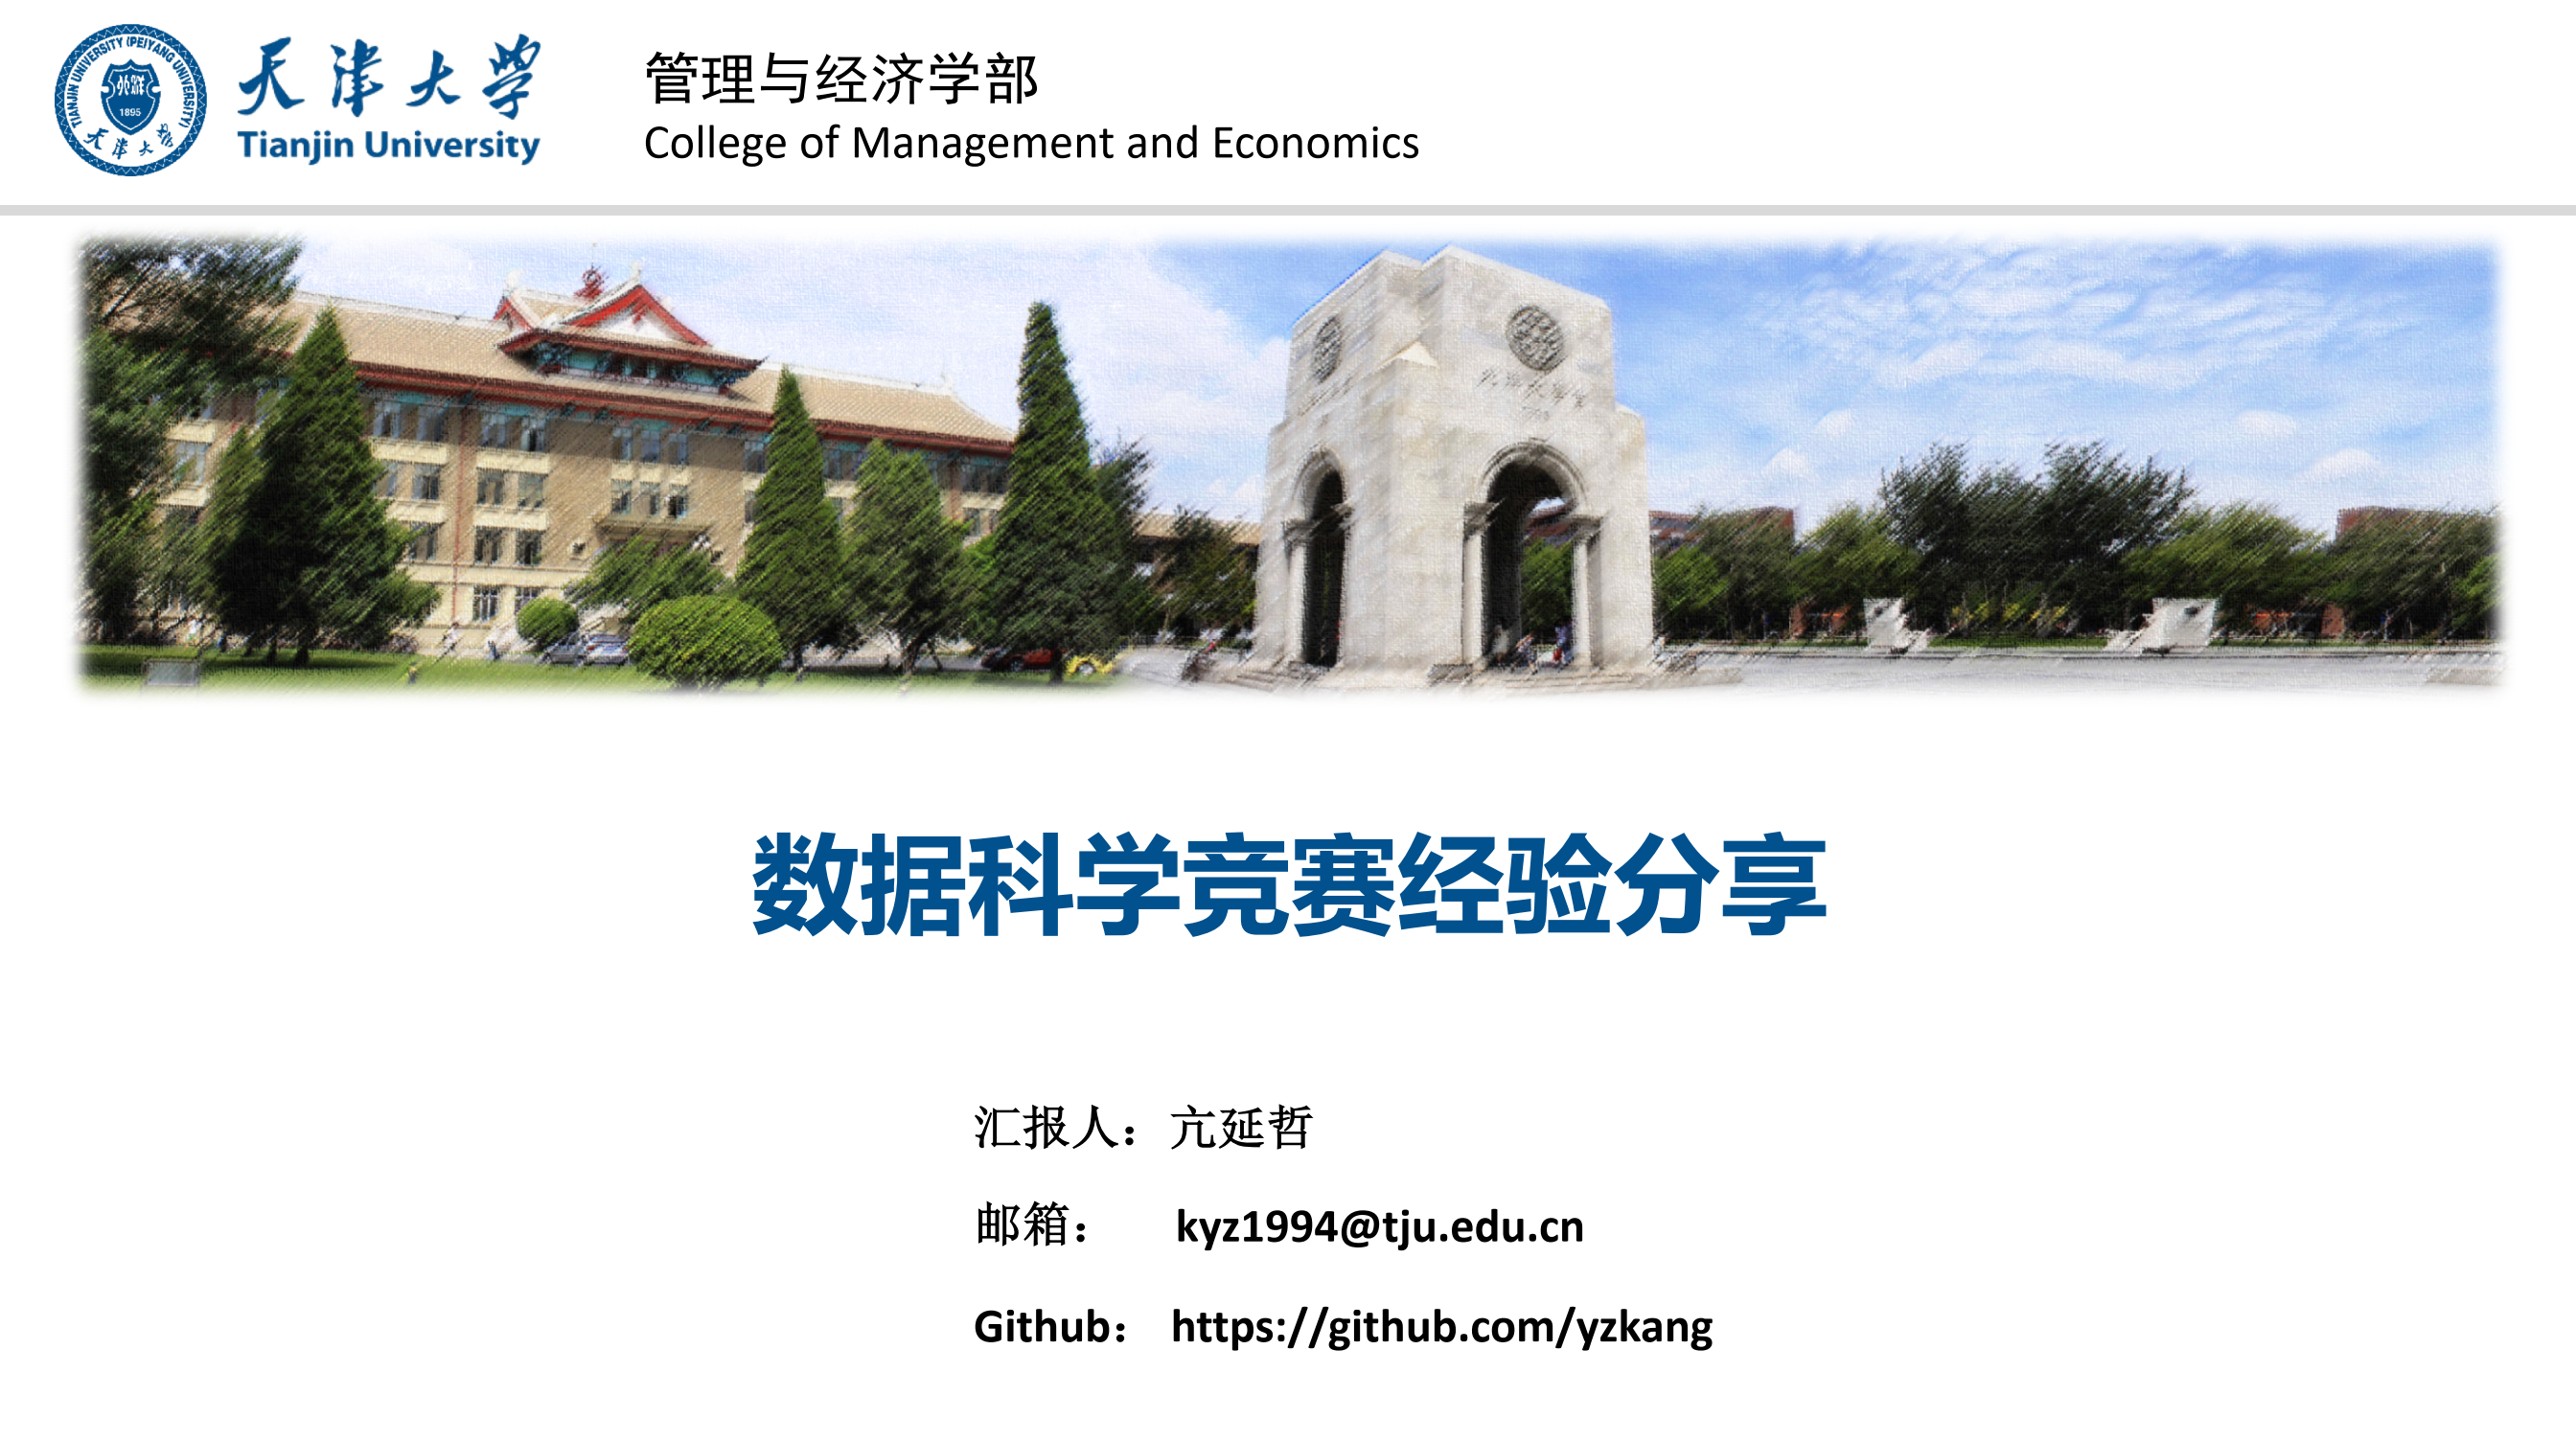 TIANJIN UNIVERSITY (PEIYANG UNIVERSITY)
1895
天津大学
天津大学
Tianjin University
管理与经济学部
College of Management and Economics
数据科学竞赛经验分享
汇报人：亢延哲
邮箱： kyz1994@tju.edu.cn
Github： https://github.com/yzkang